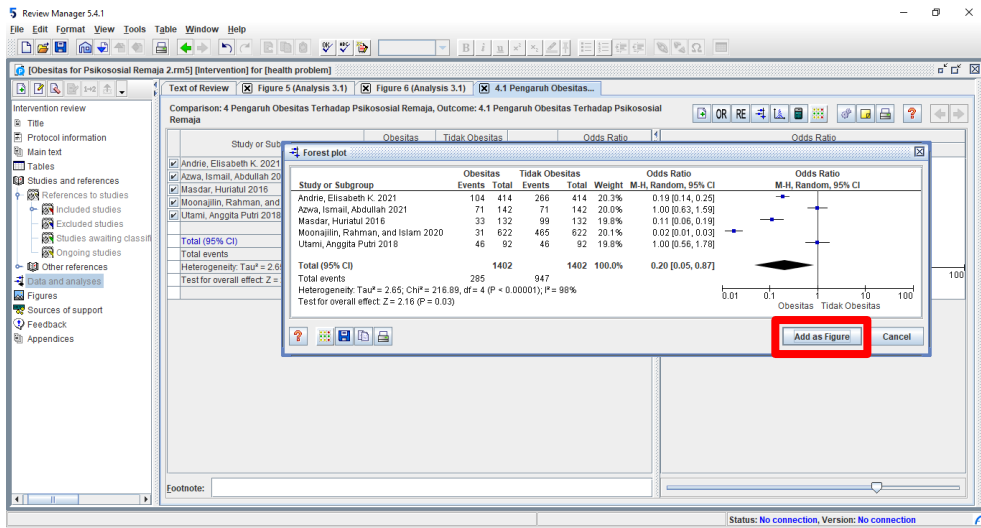 Review Manager 5.4.1
File Edit Format View Tools Table Window Help
[Obesitas for Psikososial Remaja 2.rm5] [Intervention] for [health problem]
Text of Review Figure 5 (Analysis 3.1) Figure 6 (Analysis 3.1) 4.1 Pengaruh Obesitas...
Intervention review
Title
Protocol information
Main text
Tables
Studies and references
References to studies
Included studies
Excluded studies
Studies awaiting classifi
Ongoing studies
Other references
Data and analyses
Figures
Sources of support
Feedback
Appendices
Comparison: 4 Pengaruh Obesitas Terhadap Psikososial Remaja, Outcome: 4.1 Pengaruh Obesitas Terhadap Psikososial
Remaja
OR RE
Obesitas Tidak Obesitas Odds Ratio Odds Ratio
Study or Sub
Andrie, Elisabeth K. 2021
Azwa, Ismail, Abdullah 20
Masdar, Huriatul 2016
Moonajilin, Rahman, and
Utami, Anggita Putri 2018
Total (95% CI)
Total events
Heterogeneity: Tau² = 2.65
Test for overall effect: Z =
100
Forest plot
Obesitas Tidak Obesitas Odds Ratio Odds Ratio
Study or Subgroup Events Total Events Total Weight M-H, Random, 95% CI M-H, Random, 95% CI
Andrie, Elisabeth K. 2021 104 414 266 414 20.3% 0.19 [0.14, 0.25]
Azwa, Ismail, Abdullah 2021 71 142 71 142 20.0% 1.00 [0.63, 1.59]
Masdar, Huriatul 2016 33 132 99 132 19.8% 0.11 [0.06, 0.19]
Moonajilin, Rahman, and Islam 2020 31 622 465 622 20.1% 0.02 [0.01, 0.03]
Utami, Anggita Putri 2018 46 92 46 92 19.8% 1.00 [0.56, 1.78]
Total (95% CI) 1402 1402 100.0% 0.20 [0.05, 0.87]
Total events 285 947
Heterogeneity: Tau² = 2.65; Chi² = 216.89, df = 4 (P < 0.00001); I² = 98%
Test for overall effect: Z = 2.16 (P = 0.03)
0.01 0.1 1 10 100
Obesitas Tidak Obesitas
Add as Figure Cancel
Footnote:
Status: No connection, Version: No connection